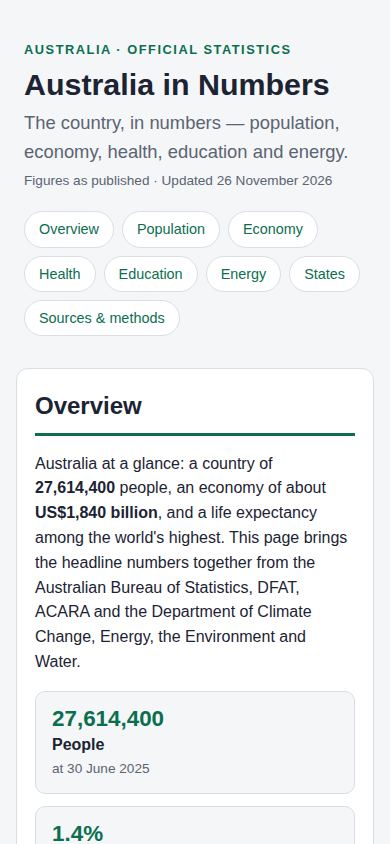 AUSTRALIA · OFFICIAL STATISTICS
Australia in Numbers
The country, in numbers — population,
economy, health, education and energy.
Figures as published · Updated 26 November 2026
Overview
Population
Economy
Health
Education
Energy
States
Sources & methods
Overview
Australia at a glance: a country of
27,614,400 people, an economy of about
US$1,840 billion, and a life expectancy
among the world's highest. This page brings
the headline numbers together from the
Australian Bureau of Statistics, DFAT,
ACARA and the Department of Climate
Change, Energy, the Environment and
Water.
27,614,400
People
at 30 June 2025
1.4%